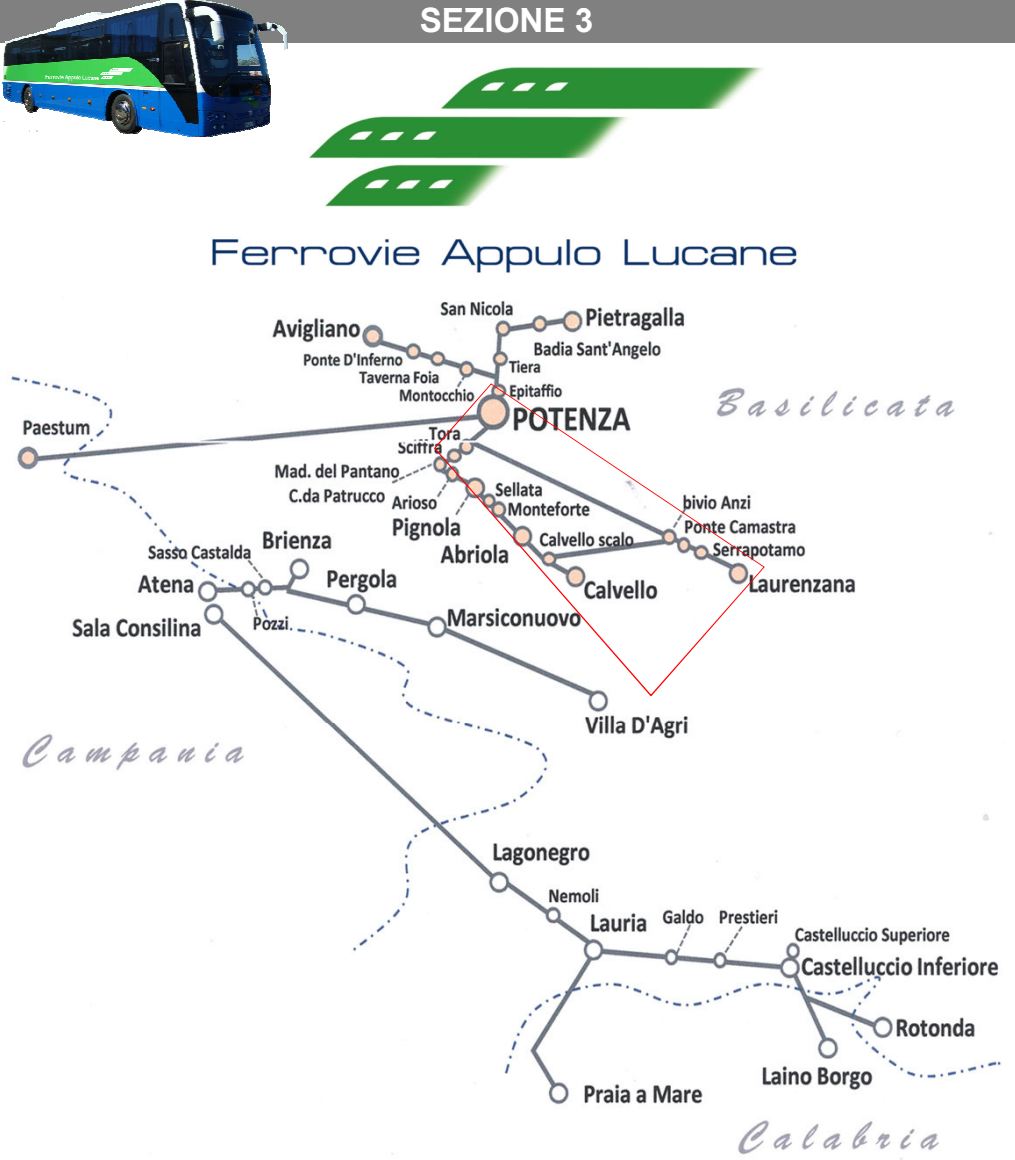 SEZIONE 3
Ferrovie Appulo Lucane
Ferrovie Appulo Lucane
San Nicola
Pietragalla
Avigliano
Badia Sant'Angelo
Ponte D'Inferno
Tiera
Taverna Foia
Montocchio
Epitaffio
Basilicata
POTENZA
Paestum
Tora
Sciffra
Mad. del Pantano
C.da Patrucco
Sellata
Arioso
bivio Anzi
Monteforte
Pignola
Ponte Camastra
Calvello scalo
Serrapotamo
Brienza
Abriola
Sasso Castalda
Atena
Pergola
Calvello
Laurenzana
Pozzi
Marsiconuovo
Sala Consilina
Villa D'Agri
Campania
Lagonegro
Nemoli
Lauria
Galdo
Prestieri
Castelluccio Superiore
Castelluccio Inferiore
Rotonda
Laino Borgo
Praia a Mare
Calabria